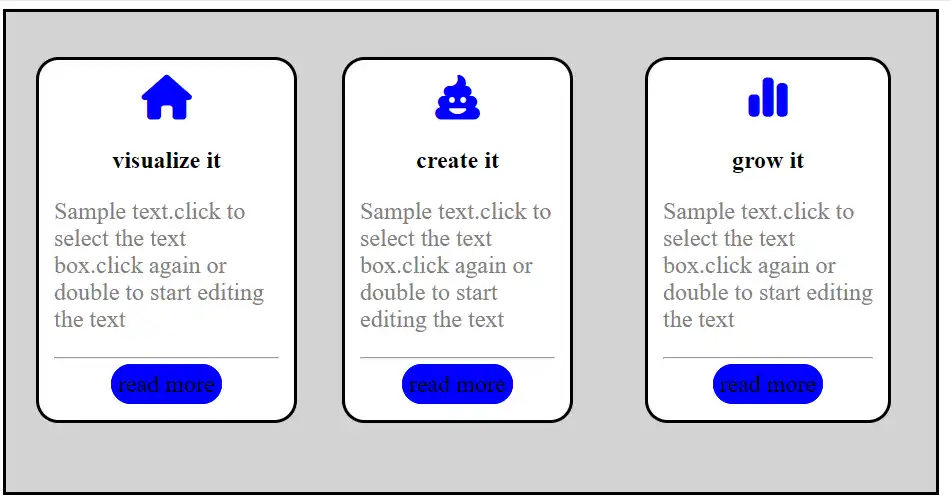 visualize it
Sample text.click to
select the text
box.click again or
double to start editing
the text
read more
create it
Sample text.click to
select the text
box.click again or
double to start
editing the text
read more
grow it
Sample text.click to
select the text
box.click again or
double to start editing
the text
read more